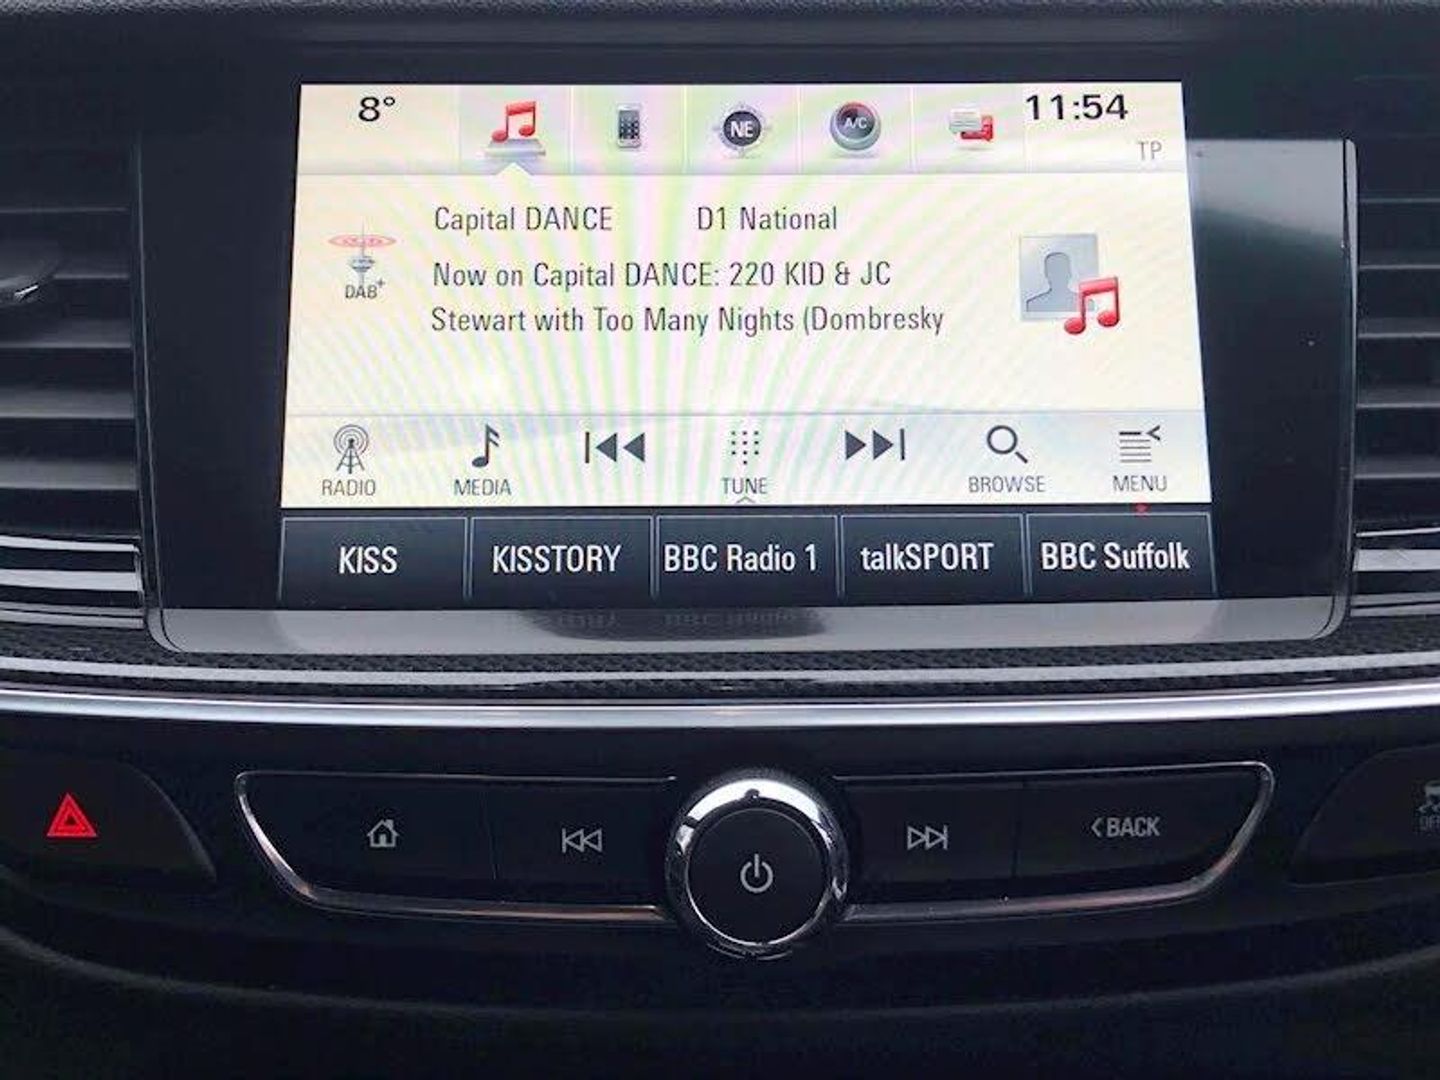 8° NE A/C 11:54
TP
Capital DANCE D1 National
DAB+ Now on Capital DANCE: 220 KID & JC
Stewart with Too Many Nights (Dombresky
RADIO MEDIA TUNE BROWSE MENU
KISS KISSTORY BBC Radio 1 talkSPORT BBC Suffolk
<BACK